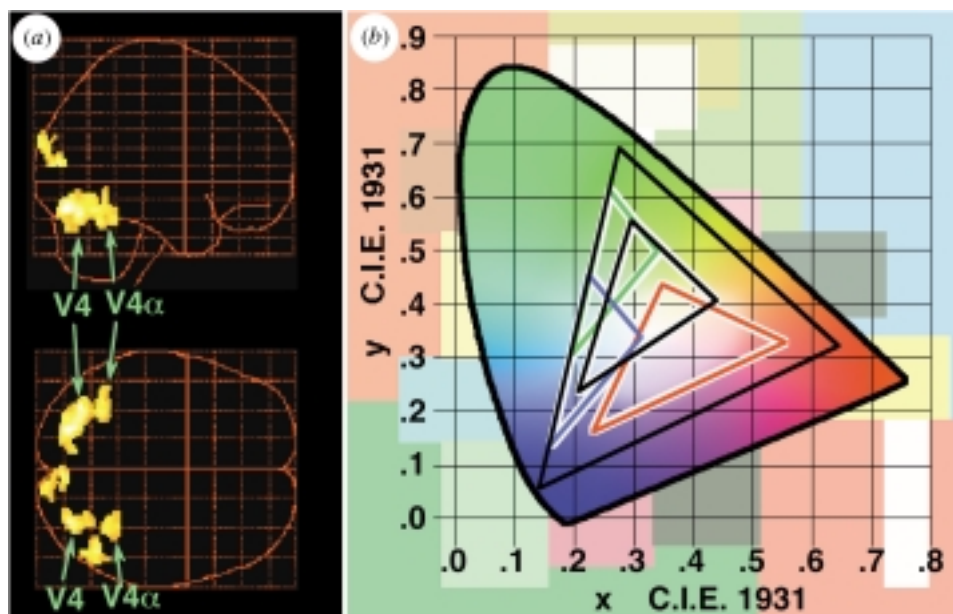 (a)
V4 V4α
V4 V4α
(b)
.9
.8
.7
.6
.5
.4
.3
.2
.1
.0
y C.I.E. 1931
.0 .1 .2 .3 .4 .5 .6 .7 .8
x C.I.E. 1931